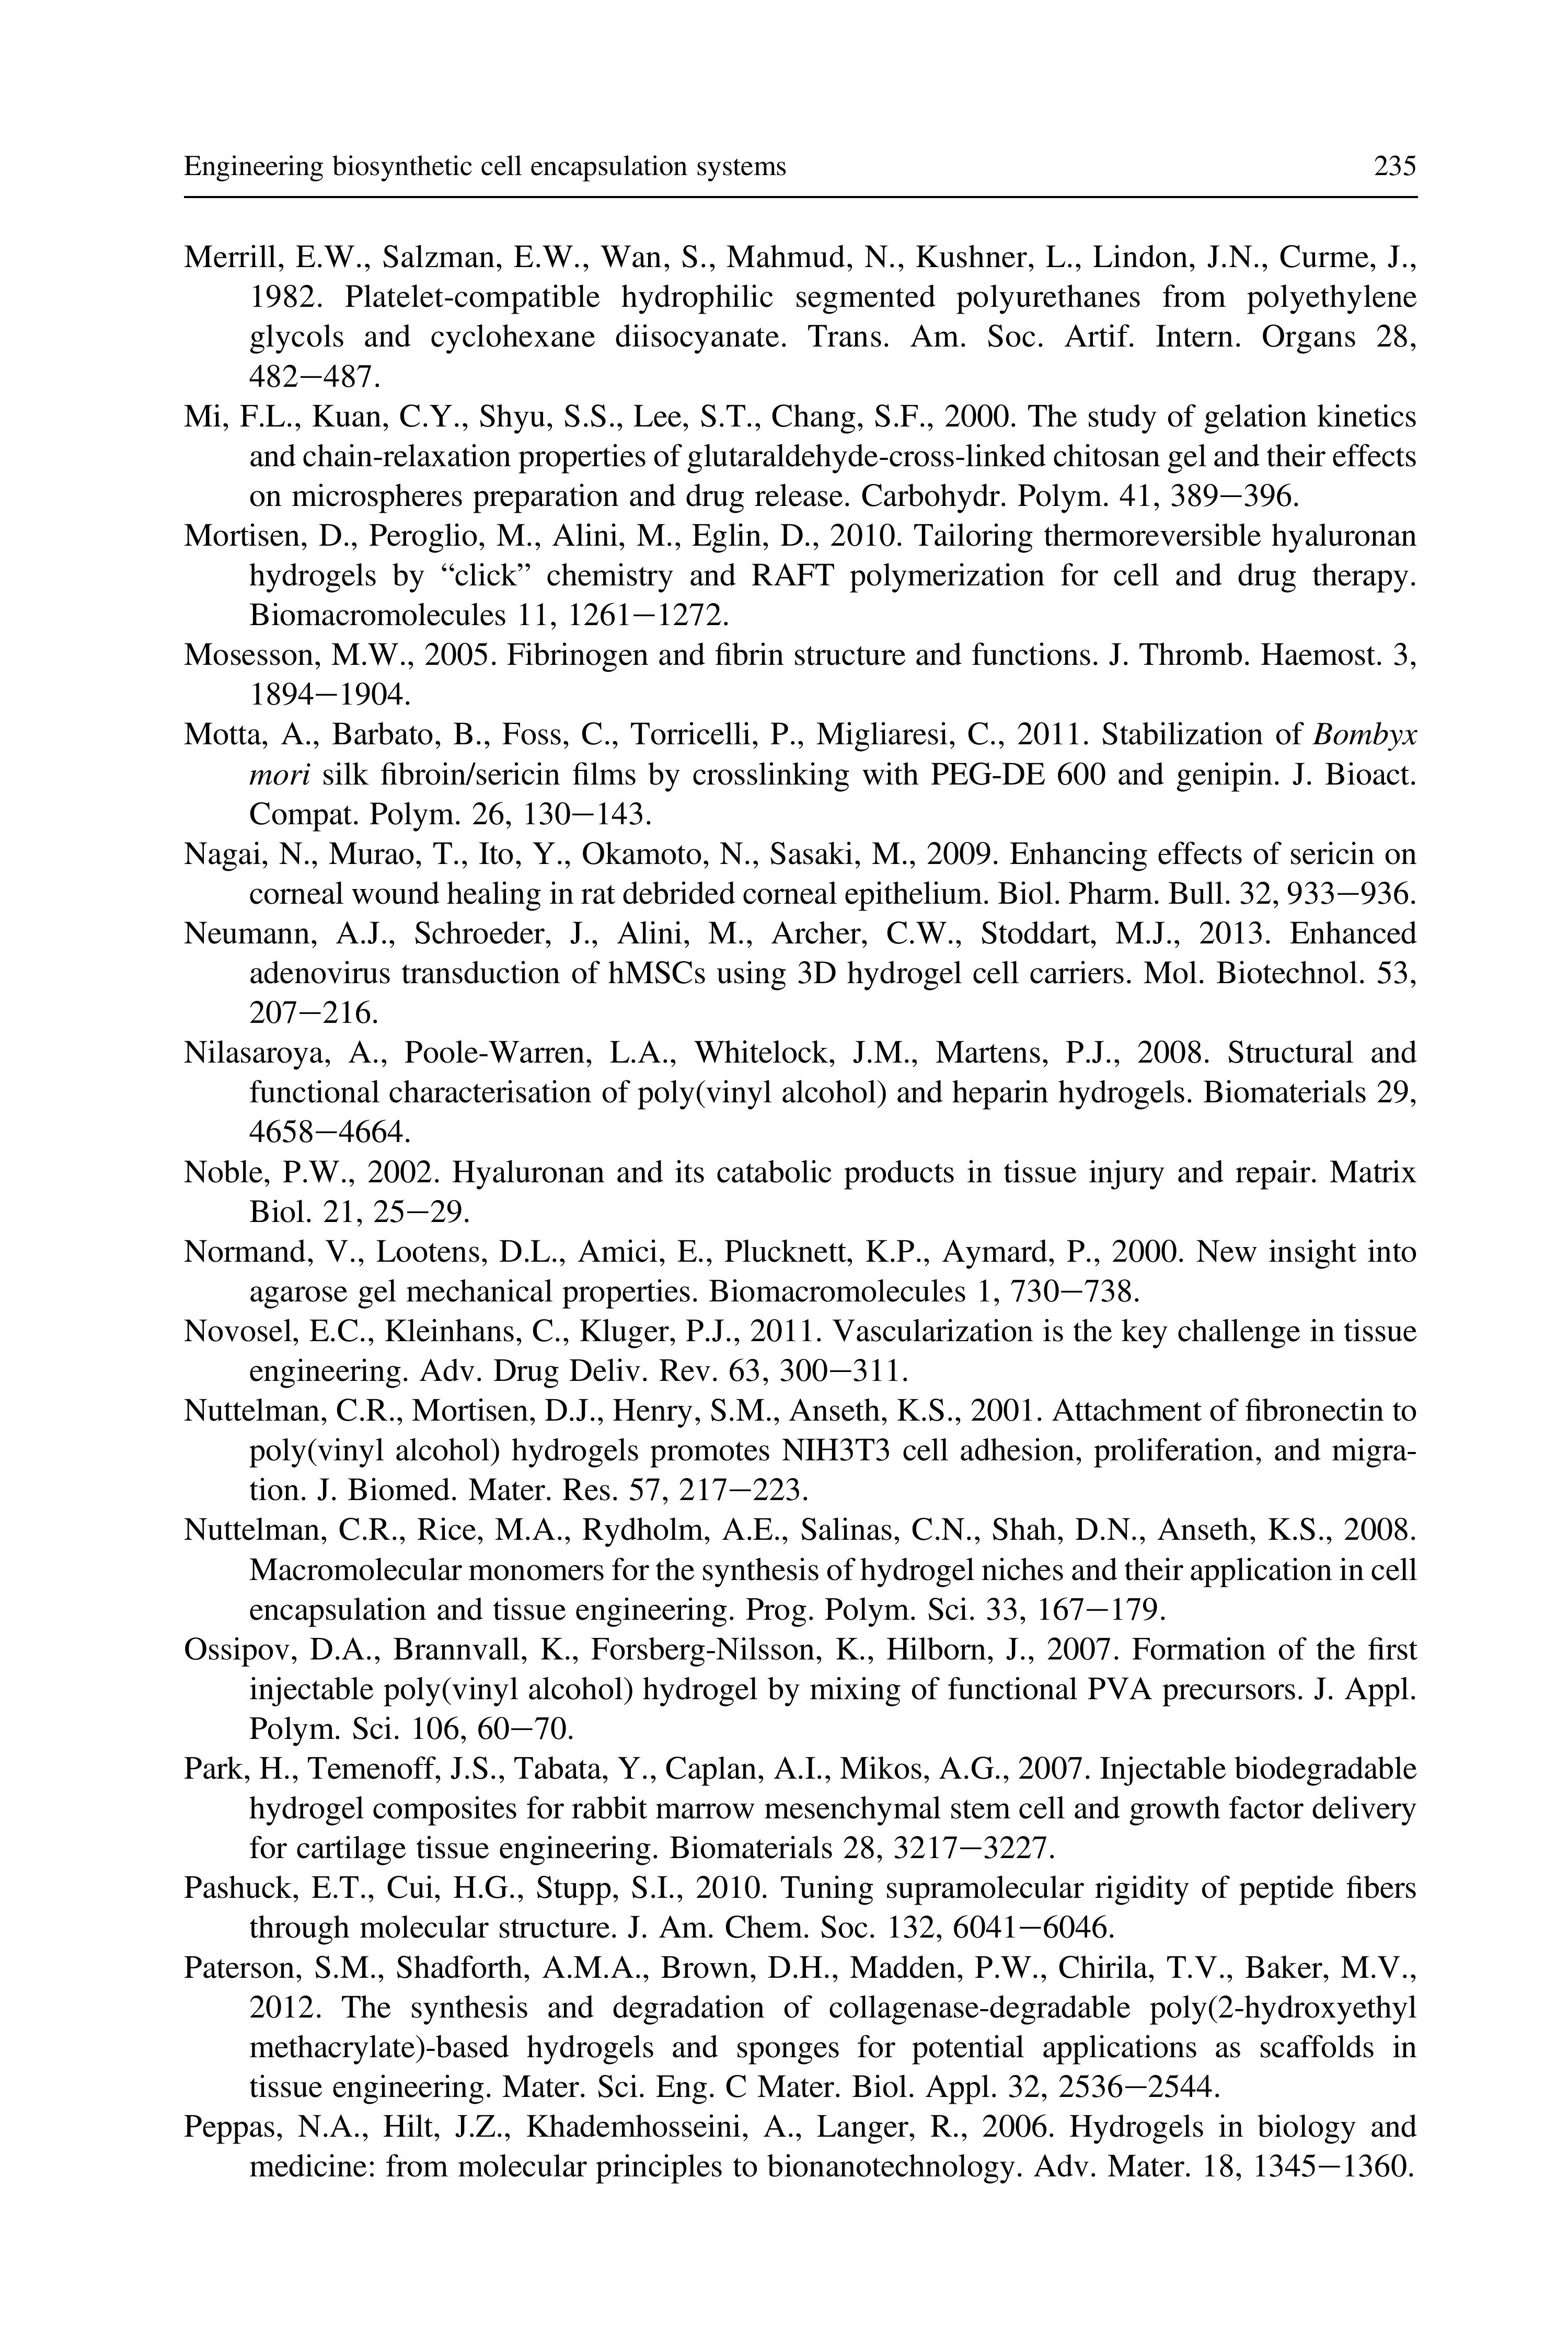 Engineering biosynthetic cell encapsulation systems 235
Merrill, E.W., Salzman, E.W., Wan, S., Mahmud, N., Kushner, L., Lindon, J.N., Curme, J.,
1982. Platelet-compatible hydrophilic segmented polyurethanes from polyethylene
glycols and cyclohexane diisocyanate. Trans. Am. Soc. Artif. Intern. Organs 28,
482–487.
Mi, F.L., Kuan, C.Y., Shyu, S.S., Lee, S.T., Chang, S.F., 2000. The study of gelation kinetics
and chain-relaxation properties of glutaraldehyde-cross-linked chitosan gel and their effects
on microspheres preparation and drug release. Carbohydr. Polym. 41, 389–396.
Mortisen, D., Peroglio, M., Alini, M., Eglin, D., 2010. Tailoring thermoreversible hyaluronan
hydrogels by “click” chemistry and RAFT polymerization for cell and drug therapy.
Biomacromolecules 11, 1261–1272.
Mosesson, M.W., 2005. Fibrinogen and fibrin structure and functions. J. Thromb. Haemost. 3,
1894–1904.
Motta, A., Barbato, B., Foss, C., Torricelli, P., Migliaresi, C., 2011. Stabilization of Bombyx
mori silk fibroin/sericin films by crosslinking with PEG-DE 600 and genipin. J. Bioact.
Compat. Polym. 26, 130–143.
Nagai, N., Murao, T., Ito, Y., Okamoto, N., Sasaki, M., 2009. Enhancing effects of sericin on
corneal wound healing in rat debrided corneal epithelium. Biol. Pharm. Bull. 32, 933–936.
Neumann, A.J., Schroeder, J., Alini, M., Archer, C.W., Stoddart, M.J., 2013. Enhanced
adenovirus transduction of hMSCs using 3D hydrogel cell carriers. Mol. Biotechnol. 53,
207–216.
Nilasaroya, A., Poole-Warren, L.A., Whitelock, J.M., Martens, P.J., 2008. Structural and
functional characterisation of poly(vinyl alcohol) and heparin hydrogels. Biomaterials 29,
4658–4664.
Noble, P.W., 2002. Hyaluronan and its catabolic products in tissue injury and repair. Matrix
Biol. 21, 25–29.
Normand, V., Lootens, D.L., Amici, E., Plucknett, K.P., Aymard, P., 2000. New insight into
agarose gel mechanical properties. Biomacromolecules 1, 730–738.
Novosel, E.C., Kleinhans, C., Kluger, P.J., 2011. Vascularization is the key challenge in tissue
engineering. Adv. Drug Deliv. Rev. 63, 300–311.
Nuttelman, C.R., Mortisen, D.J., Henry, S.M., Anseth, K.S., 2001. Attachment of fibronectin to
poly(vinyl alcohol) hydrogels promotes NIH3T3 cell adhesion, proliferation, and migra-
tion. J. Biomed. Mater. Res. 57, 217–223.
Nuttelman, C.R., Rice, M.A., Rydholm, A.E., Salinas, C.N., Shah, D.N., Anseth, K.S., 2008.
Macromolecular monomers for the synthesis of hydrogel niches and their application in cell
encapsulation and tissue engineering. Prog. Polym. Sci. 33, 167–179.
Ossipov, D.A., Brannvall, K., Forsberg-Nilsson, K., Hilborn, J., 2007. Formation of the first
injectable poly(vinyl alcohol) hydrogel by mixing of functional PVA precursors. J. Appl.
Polym. Sci. 106, 60–70.
Park, H., Temenoff, J.S., Tabata, Y., Caplan, A.I., Mikos, A.G., 2007. Injectable biodegradable
hydrogel composites for rabbit marrow mesenchymal stem cell and growth factor delivery
for cartilage tissue engineering. Biomaterials 28, 3217–3227.
Pashuck, E.T., Cui, H.G., Stupp, S.I., 2010. Tuning supramolecular rigidity of peptide fibers
through molecular structure. J. Am. Chem. Soc. 132, 6041–6046.
Paterson, S.M., Shadforth, A.M.A., Brown, D.H., Madden, P.W., Chirila, T.V., Baker, M.V.,
2012. The synthesis and degradation of collagenase-degradable poly(2-hydroxyethyl
methacrylate)-based hydrogels and sponges for potential applications as scaffolds in
tissue engineering. Mater. Sci. Eng. C Mater. Biol. Appl. 32, 2536–2544.
Peppas, N.A., Hilt, J.Z., Khademhosseini, A., Langer, R., 2006. Hydrogels in biology and
medicine: from molecular principles to bionanotechnology. Adv. Mater. 18, 1345–1360.